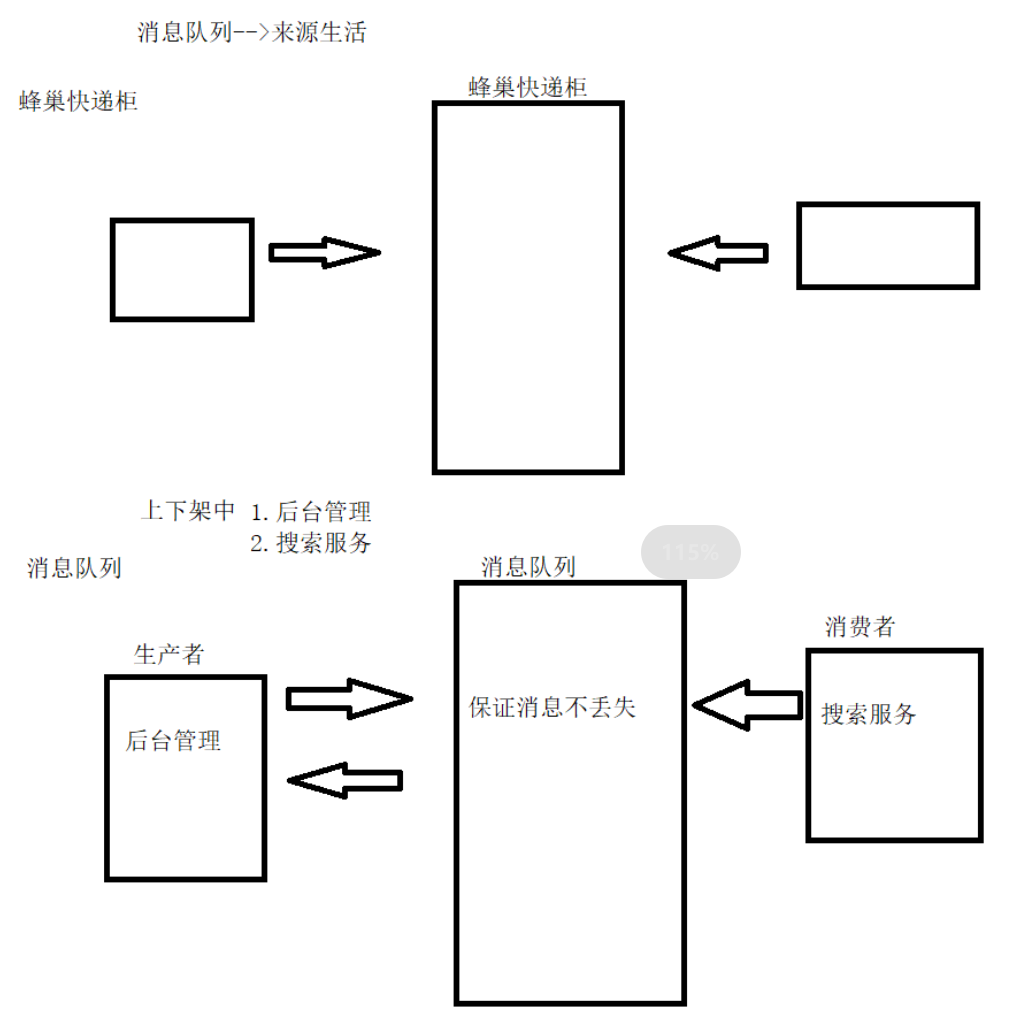 消息队列-->来源生活
蜂巢快递柜
蜂巢快递柜
上下架中 1. 后台管理
2. 搜索服务
消息队列
消息队列
115%
消费者
生产者
保证消息不丢失
搜索服务
后台管理